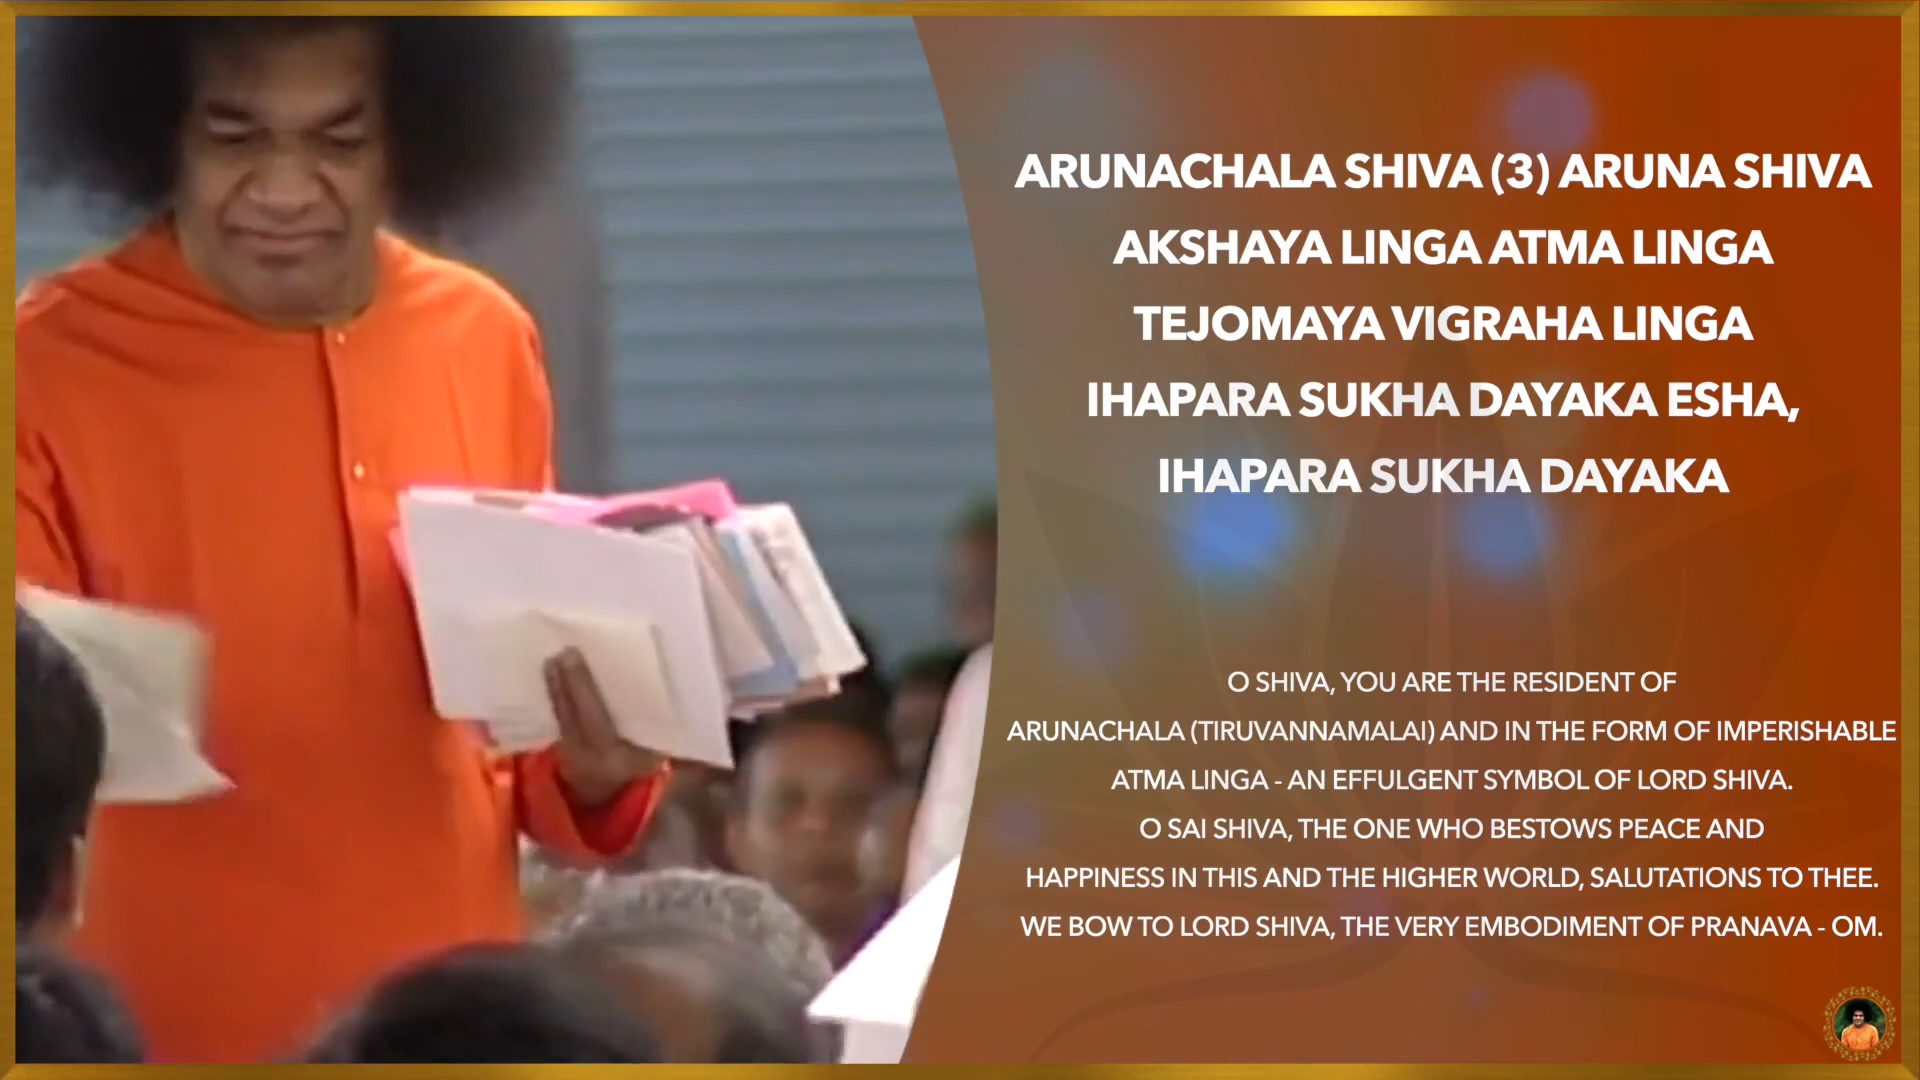 ARUNACHALA SHIVA (3) ARUNA SHIVA
AKSHAYA LINGA ATMA LINGA
TEJOMAYA VIGRAHA LINGA
IHAPARA SUKHA DAYAKA ESHA,
IHAPARA SUKHA DAYAKA
O SHIVA, YOU ARE THE RESIDENT OF
ARUNACHALA (TIRUVANNAMALAI) AND IN THE FORM OF IMPERISHABLE
ATMA LINGA - AN EFFULGENT SYMBOL OF LORD SHIVA.
O SAI SHIVA, THE ONE WHO BESTOWS PEACE AND
HAPPINESS IN THIS AND THE HIGHER WORLD, SALUTATIONS TO THEE.
WE BOW TO LORD SHIVA, THE VERY EMBODIMENT OF PRANAVA - OM.